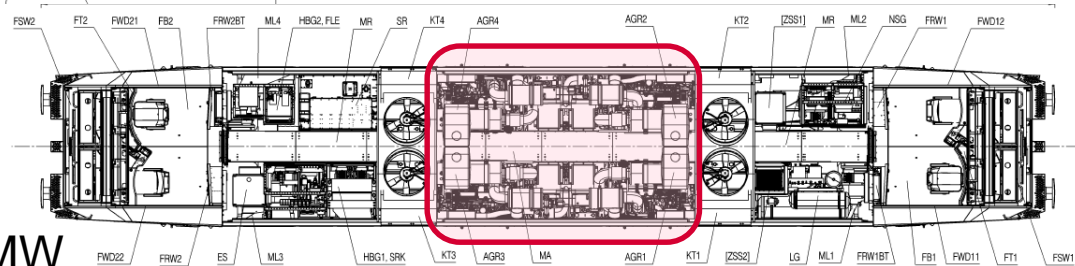 FSW2 FT2 FWD21 FB2 FRW2BT ML4 HBG2, FLE MR SR KT4 AGR4 AGR2 KT2 [ZSS1] MR ML2 NSG FRW1 FWD12
MW FWD22 FRW2 ES ML3 HBG1, SRK KT3 AGR3 MA AGR1 KT1 [ZSS2] LG ML1 FRW1BT FB1 FWD11 FT1 FSW1